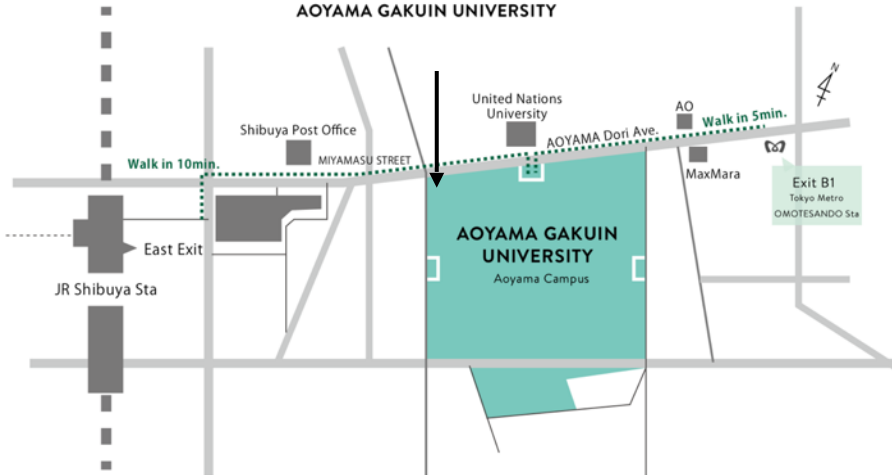 AOYAMA GAKUIN UNIVERSITY
N
United Nations
University
AO
Walk in 5min.
AOYAMA Dori Ave.
Shibuya Post Office
MIYAMASU STREET
Walk in 10min.
MaxMara
Exit B1
Tokyo Metro
OMOTESANDO Sta
AOYAMA GAKUIN
UNIVERSITY
Aoyama Campus
East Exit
JR Shibuya Sta